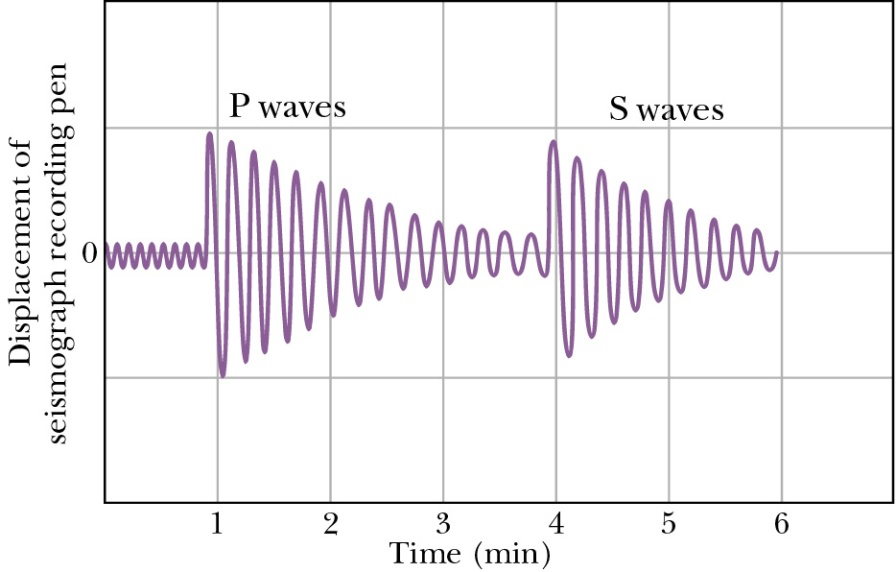 P waves
S waves
Displacement of
seismograph recording pen
0
1 2 3 4 5 6
Time (min)